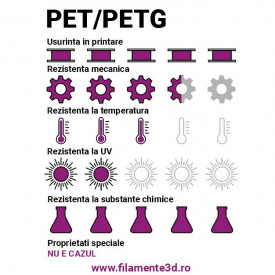 PET/PETG
Usurinta in printare
Rezistenta mecanica
Rezistenta la temperatura
Rezistenta la UV
Rezistenta la substante chimice
Proprietati speciale
NU E CAZUL
www.filamente3d.ro